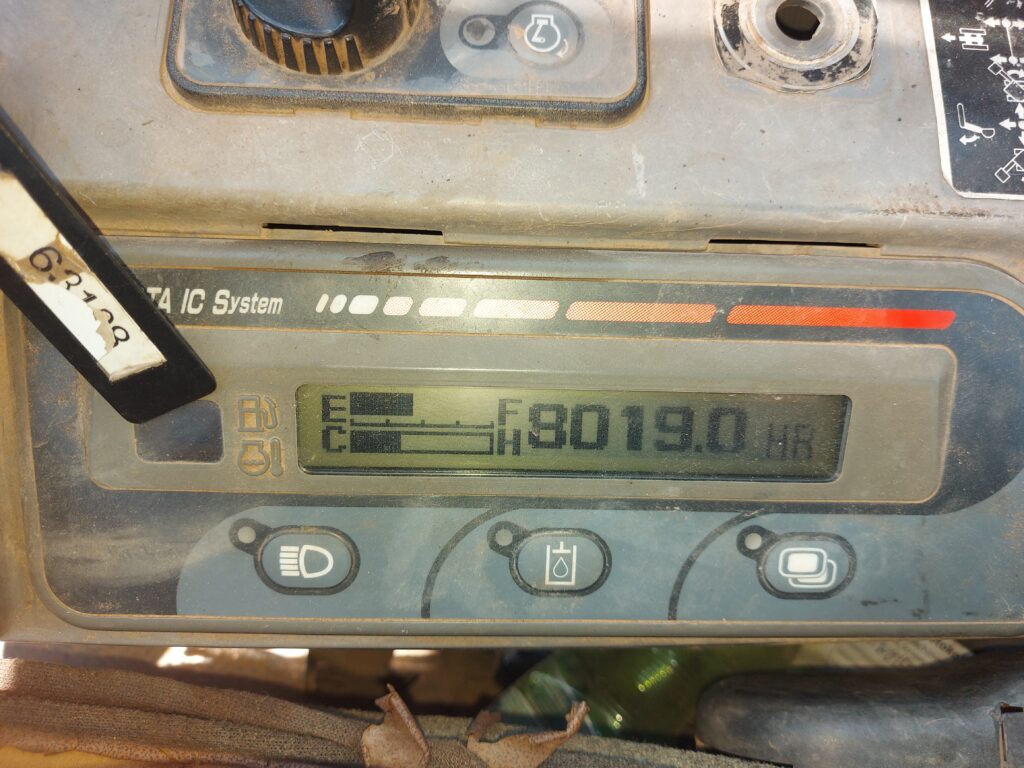 TA IC System
E F 8019.0 HR
C H